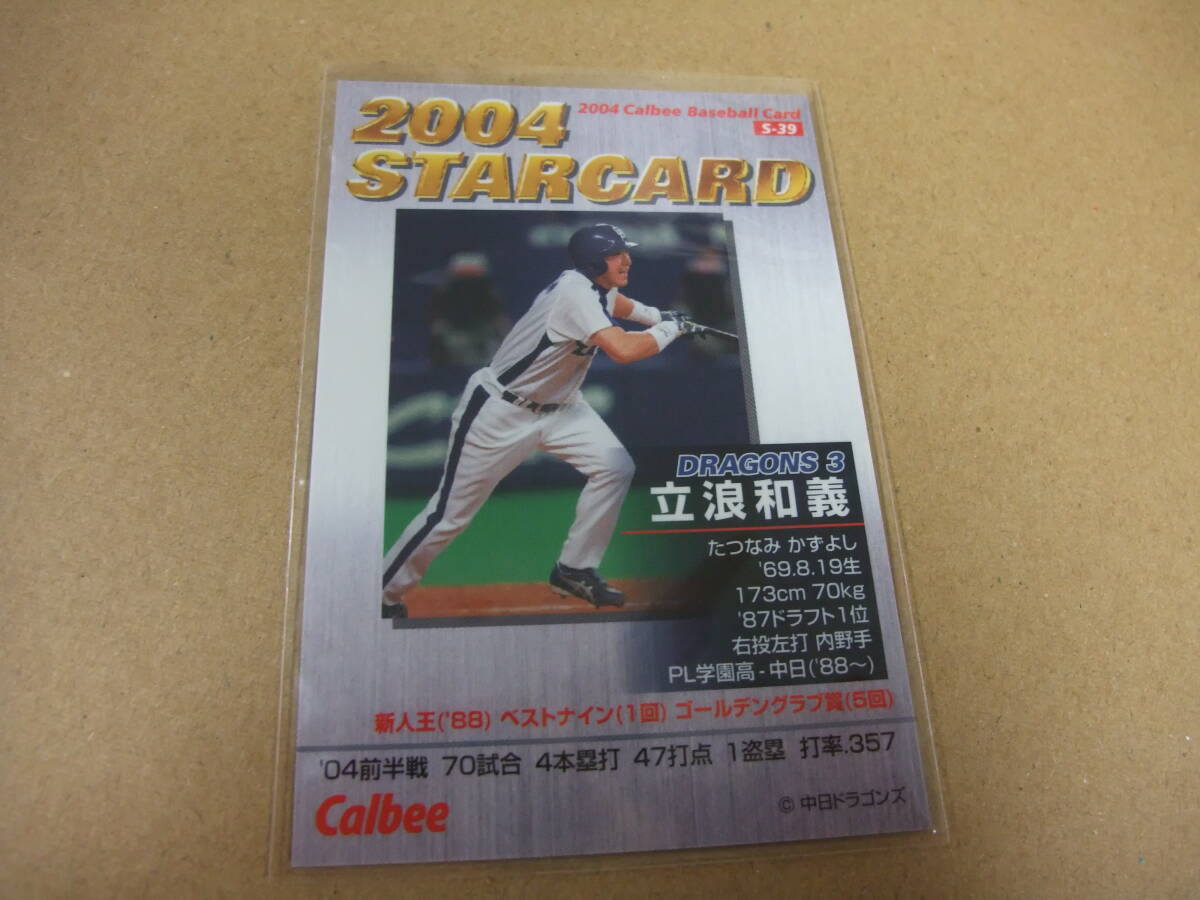 2004
2004 Calbee Baseball Card
S-39
STARCARD
DRAGONS 3
立浪和義
たつなみ かずよし
'69.8.19生
173cm 70kg
'87ドラフト1位
右投左打 内野手
PL学園高-中日('88〜)
新人王('88) ベストナイン(1回) ゴールデングラブ賞(5回)
'04前半戦 70試合 4本塁打 47打点 1盗塁 打率.357
Calbee
© 中日ドラゴンズ